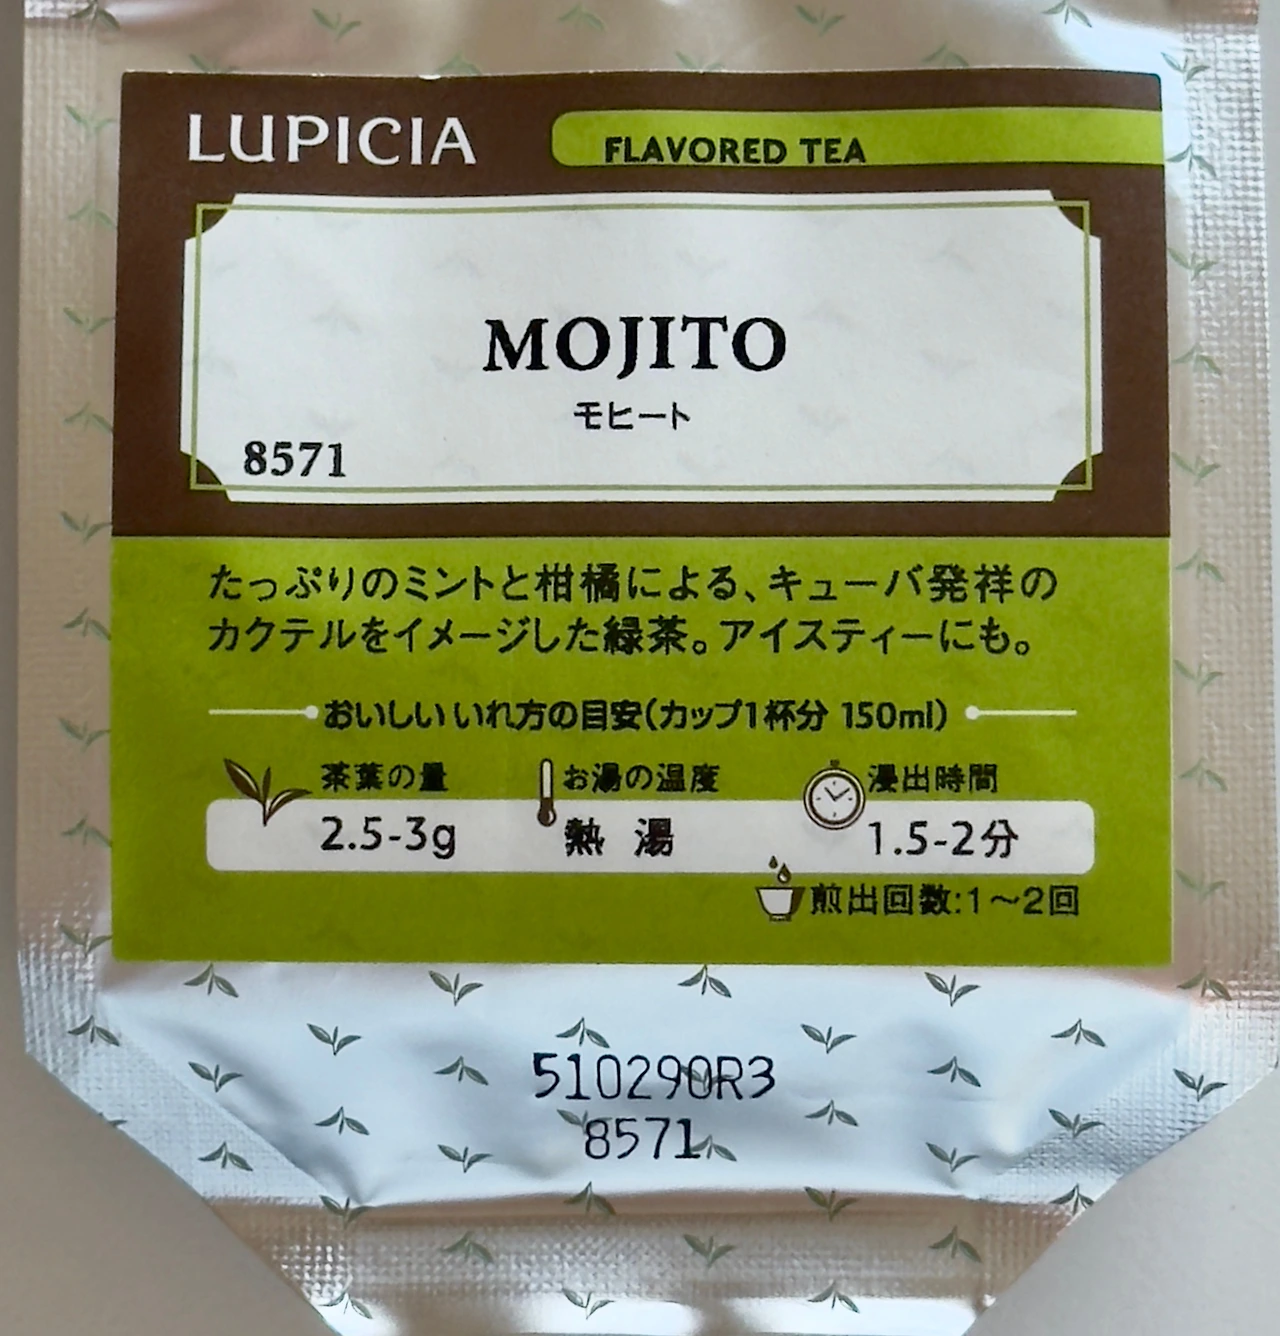 LUPICIA
FLAVORED TEA
MOJITO
モヒート
8571
たっぷりのミントと柑橘による、キューバ発祥の
カクテルをイメージした緑茶。アイスティーにも。
おいしいいれ方の目安(カップ1杯分 150ml)
茶葉の量 お湯の温度 浸出時間
2.5-3g 熱 湯 1.5-2分
煎出回数:1〜2回
510290R3
8571